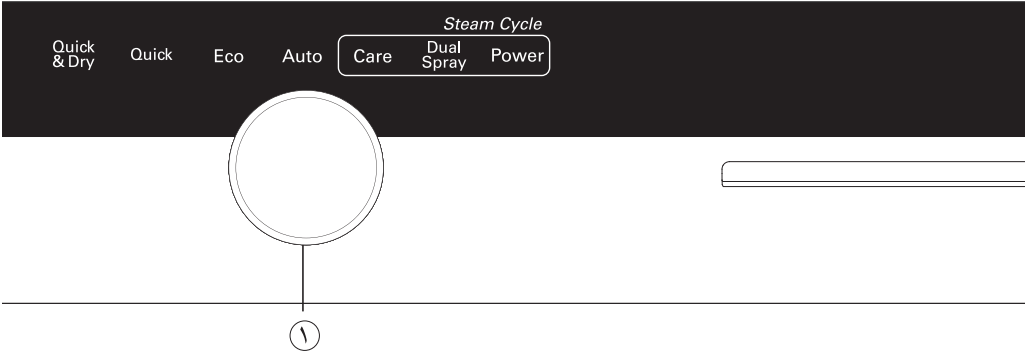 Steam Cycle
Quick & Dry
Quick
Eco
Auto
Care
Dual Spray
Power
١